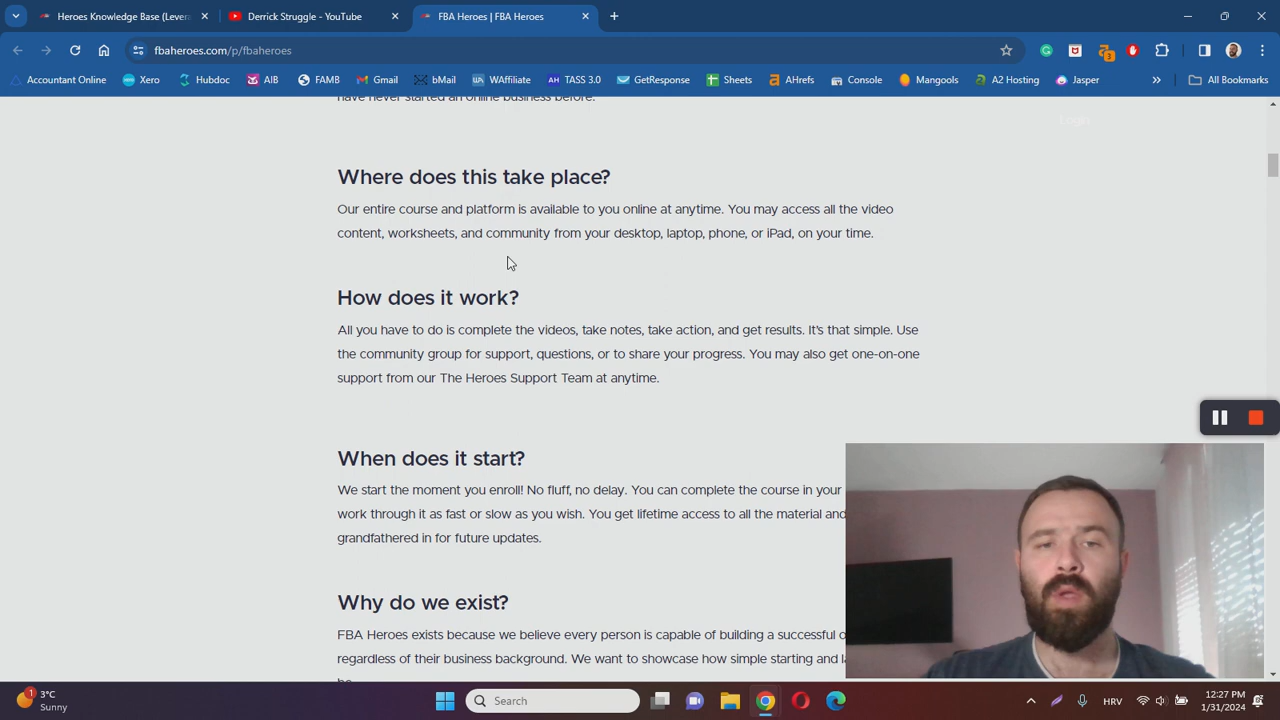 Heroes Knowledge Base (Levera
Derrick Struggle - YouTube
FBA Heroes | FBA Heroes
fbaheroes.com/p/fbaheroes
Accountant Online
Xero
Hubdoc
AIB
FAMB
Gmail
bMail
WAffiliate
TASS 3.0
GetResponse
Sheets
AHrefs
Console
Mangools
A2 Hosting
Jasper
All Bookmarks
have never started an online business before.
Login
Where does this take place?
Our entire course and platform is available to you online at anytime. You may access all the video
content, worksheets, and community from your desktop, laptop, phone, or iPad, on your time.
How does it work?
All you have to do is complete the videos, take notes, take action, and get results. It's that simple. Use
the community group for support, questions, or to share your progress. You may also get one-on-one
support from our The Heroes Support Team at anytime.
When does it start?
We start the moment you enroll! No fluff, no delay. You can complete the course in your
work through it as fast or slow as you wish. You get lifetime access to all the material and
grandfathered in for future updates.
Why do we exist?
FBA Heroes exists because we believe every person is capable of building a successful o
regardless of their business background. We want to showcase how simple starting and la
be
3°C
Sunny
Search
HRV
12:27 PM
1/31/2024